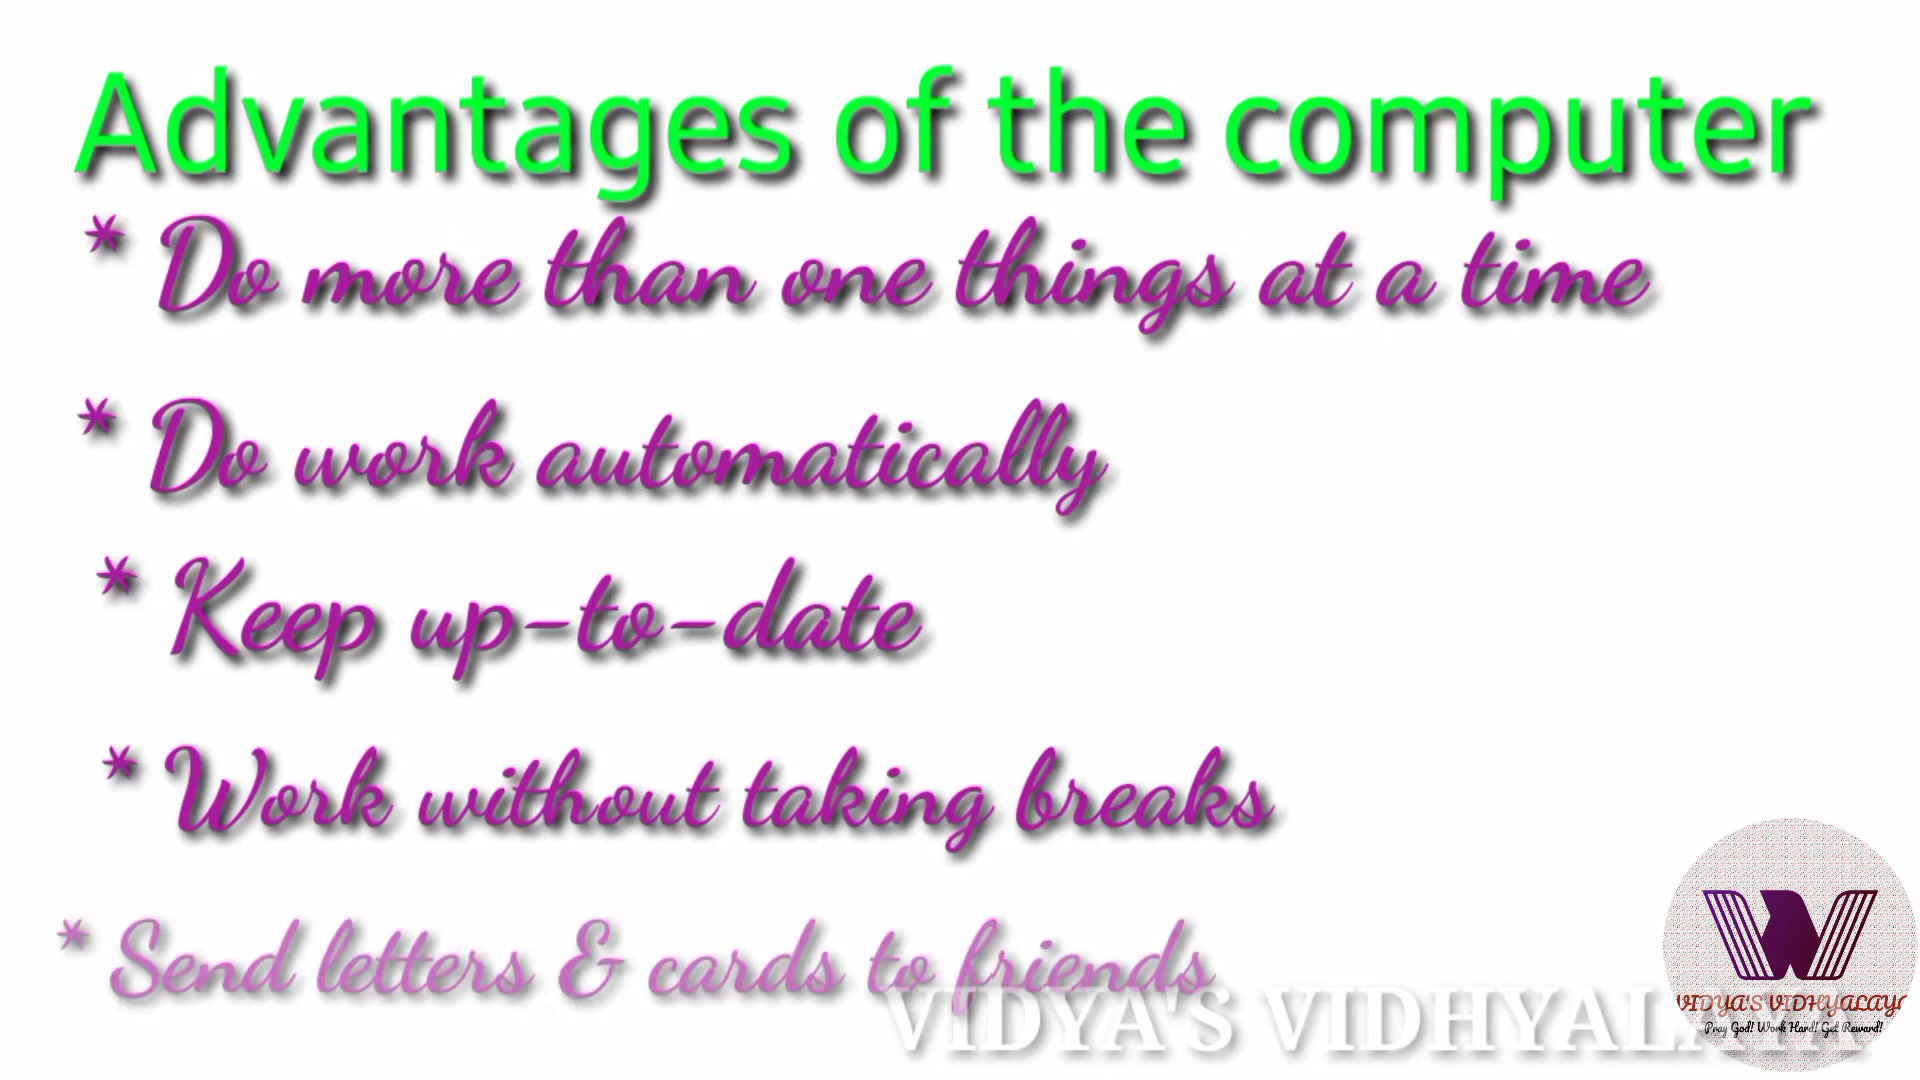 Advantages of the computer
* Do more than one things at a time
* Do work automatically
* Keep up-to-date
* Work without taking breaks
* Send letters & cards to friends
VIDYA'S VIDHYALAYA
VIDYA'S VIDHYALAYA
Pray God! Work Hard! Get Reward!